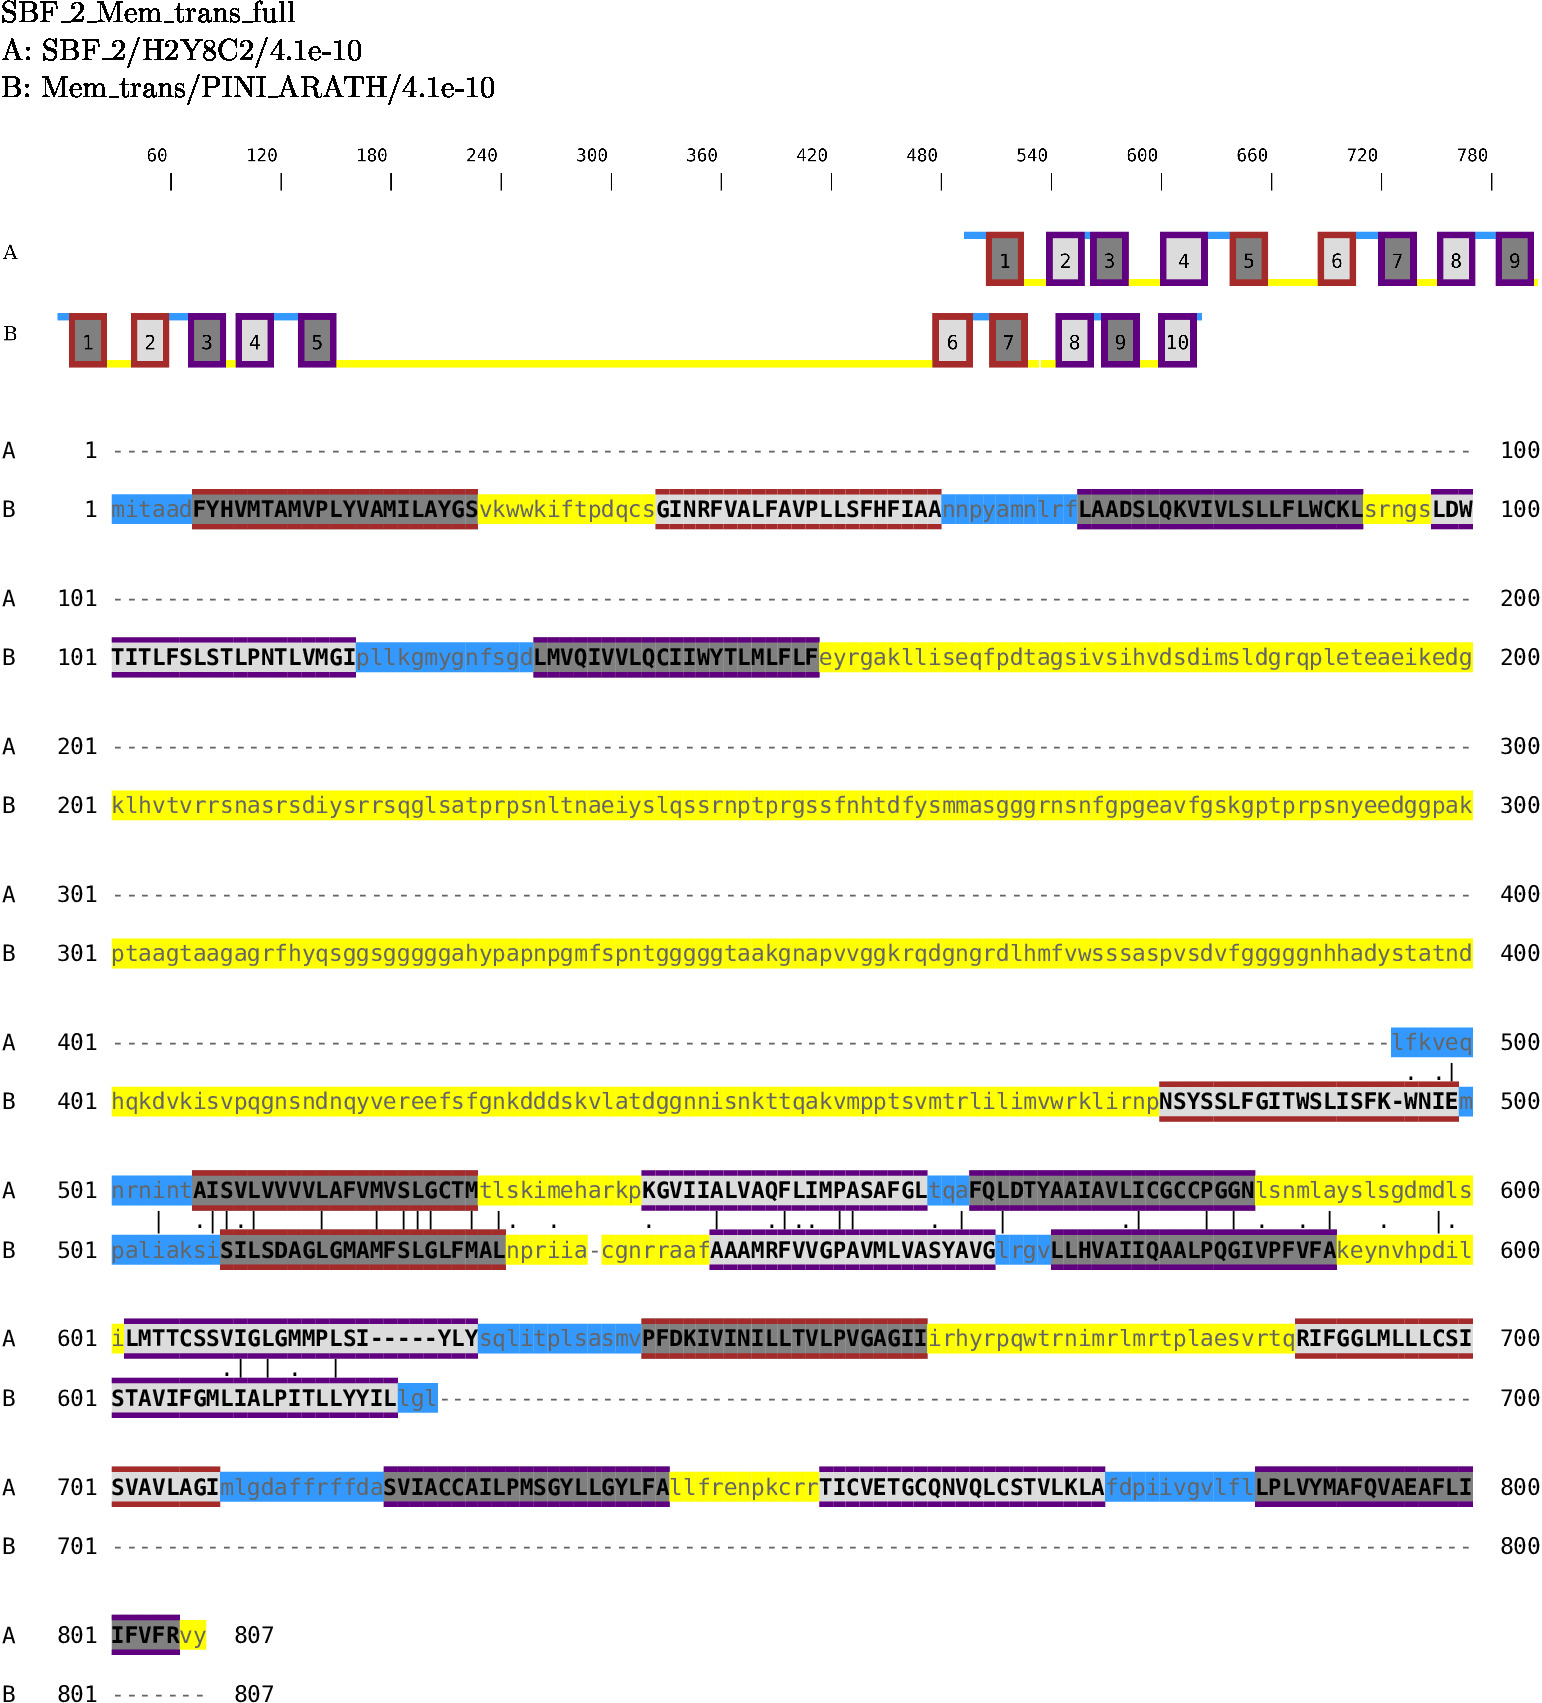 SBF_2_Mem_trans_full
A: SBF_2/H2Y8C2/4.1e-10
B: Mem_trans/PINI_ARATH/4.1e-10
60 120 180 240 300 360 420 480 540 600 660 720 780
A 1 2 3 4 5 6 7 8 9
B 1 2 3 4 5 6 7 8 9 10
A 1 ---------------------------------------------------------------------------------------------------- 100
B 1 mitaadFYHVMTAMVPLYVAMILAYGSvkwwkiftpdqcsGINRFVALFAVPLLSFHFIAAnnpyamnlrfLAADSLQKVIVLSLLFLWCKLsrngsLDW 100
A 101 ---------------------------------------------------------------------------------------------------- 200
B 101 TITLFSLSTLPNTLVMGIpllkgmygnfsgdLMVQIVVLQCIIWYTLMLFLFeyrgaklliseqfpdtagsivsihvdsdimsldgrqpleteaeikedg 200
A 201 ---------------------------------------------------------------------------------------------------- 300
B 201 klhvtvrrsnasrsdiysrrsqglsatprpsnltnaeiyslqssrnptprgssfnhtdfysmmasgggrnsnfgpgeavfgskgptprpsnyeedggpak 300
A 301 ---------------------------------------------------------------------------------------------------- 400
B 301 ptaagtaagagrfhyqsggsgggggahypapnpgmfspntgggggtaakgnapvvggkrqdgngrdlhmfvwsssaspvsdvfgggggnhhadystatnd 400
A 401 ----------------------------------------------------------------------------------------------lfkveq 500
B 401 hqkdvkisvpqgnsndnqyvereefsfgnkdddskvlatdggnnisnkttqakvmpptsvmtrlilimvwrklirnpNSYSSLFGITWSLISFK-WNIEm 500
A 501 nrnintAISVLVVVVLAFVMVSLGCTMtlskimeharkpKGVIIALVAQFLIMPASAFGLtqaFQLDTYAAIAVLICGCCPGGNlsnmlayslsgdmdls 600
B 501 paliaksiSILSDAGLGMAMFSLGLFMALnpriia-cgnrraafAAAMRFVVGPAVMLVASYAVGlrgvLLHVAIIQAALPQGIVPFVFAkeynvhpdil 600
A 601 iLMTTCSSVIGLGMMPLSI-----YLYsqlitplsasmvPFDKIVINILLTVLPVGAGIIirhyrpqwtrnimrlmrtplaesvrtqRIFGGLMLLLCSI 700
B 601 STAVIFGMLIALPITLLYYILlgl---------------------------------------------------------------------------- 700
A 701 SVAVLAGImlgdaffrffdaSVIACCAILPMSGYLLGYLFAllfrenpkcrrTICVETGCQNVQLCSTVLKLAfdpiivgvlflLPLVYMAFQVAEAFLI 800
B 701 ---------------------------------------------------------------------------------------------------- 800
A 801 IFVFRvy 807
B 801 ------- 807